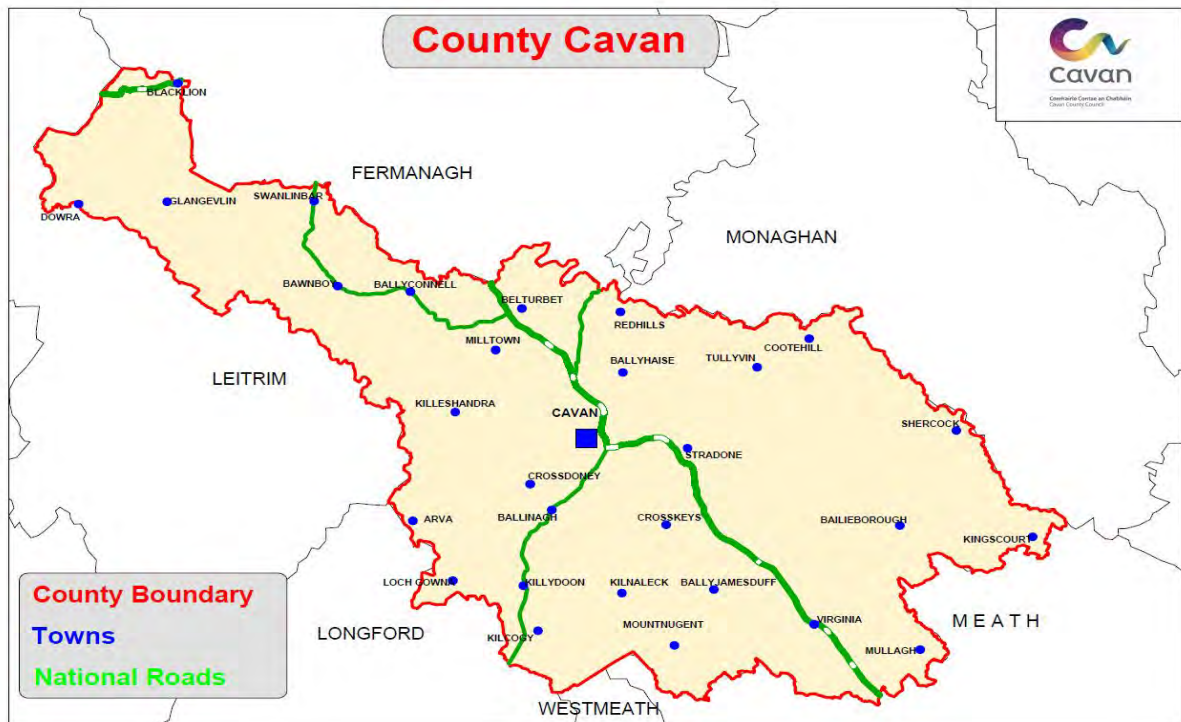 County Cavan
Cavan
Comhairle Contae an Chabháin
Cavan County Council
BLACKLION
FERMANAGH
SWANLINBAR
GLANGEVLIN
DOWRA
MONAGHAN
BAWNBOY
BALLYCONNELL
BELTURBET
REDHILLS
MILLTOWN
COOTEHILL
TULLYVIN
BALLYHAISE
LEITRIM
KILLESHANDRA
CAVAN
SHERCOCK
STRADONE
CROSSDONEY
ARVA
BALLINAGH
CROSSKEYS
BAILIEBOROUGH
KINGSCOURT
LOCH GOWNA
KILLYDOON
KILNALECK
BALLYJAMESDUFF
County Boundary
Towns
National Roads
LONGFORD
KILCOGY
MOUNTNUGENT
VIRGINIA
MEATH
MULLAGH
WESTMEATH